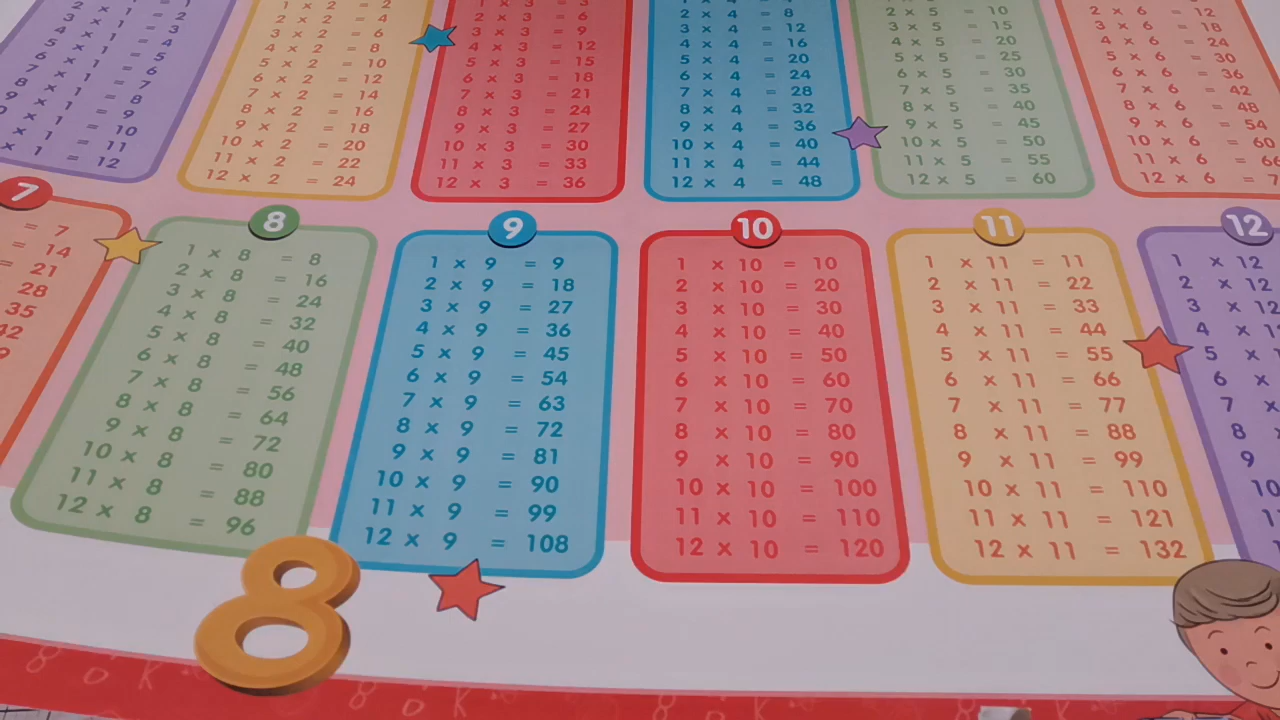 2 × 1 = 2
3 × 1 = 3
4 × 1 = 4
5 × 1 = 5
6 × 1 = 6
7 × 1 = 7
8 × 1 = 8
9 × 1 = 9
× 1 = 10
× 1 = 11
× 1 = 12
1 × 2 = 2
2 × 2 = 4
3 × 2 = 6
4 × 2 = 8
5 × 2 = 10
6 × 2 = 12
7 × 2 = 14
8 × 2 = 16
9 × 2 = 18
10 × 2 = 20
11 × 2 = 22
12 × 2 = 24
1 × 3 = 3
2 × 3 = 6
3 × 3 = 9
4 × 3 = 12
5 × 3 = 15
6 × 3 = 18
7 × 3 = 21
8 × 3 = 24
9 × 3 = 27
10 × 3 = 30
11 × 3 = 33
12 × 3 = 36
2 × 4 = 8
3 × 4 = 12
4 × 4 = 16
5 × 4 = 20
6 × 4 = 24
7 × 4 = 28
8 × 4 = 32
9 × 4 = 36
10 × 4 = 40
11 × 4 = 44
12 × 4 = 48
2 × 5 = 10
3 × 5 = 15
4 × 5 = 20
5 × 5 = 25
6 × 5 = 30
7 × 5 = 35
8 × 5 = 40
9 × 5 = 45
10 × 5 = 50
11 × 5 = 55
12 × 5 = 60
2 × 6 = 12
3 × 6 = 18
4 × 6 = 24
5 × 6 = 30
6 × 6 = 36
7 × 6 = 42
8 × 6 = 48
9 × 6 = 54
10 × 6 = 60
11 × 6 = 66
12 × 6 = 7
7
= 7
= 14
= 21
28
35
42
8
1 × 8 = 8
2 × 8 = 16
3 × 8 = 24
4 × 8 = 32
5 × 8 = 40
6 × 8 = 48
7 × 8 = 56
8 × 8 = 64
9 × 8 = 72
10 × 8 = 80
11 × 8 = 88
12 × 8 = 96
9
1 × 9 = 9
2 × 9 = 18
3 × 9 = 27
4 × 9 = 36
5 × 9 = 45
6 × 9 = 54
7 × 9 = 63
8 × 9 = 72
9 × 9 = 81
10 × 9 = 90
11 × 9 = 99
12 × 9 = 108
10
1 × 10 = 10
2 × 10 = 20
3 × 10 = 30
4 × 10 = 40
5 × 10 = 50
6 × 10 = 60
7 × 10 = 70
8 × 10 = 80
9 × 10 = 90
10 × 10 = 100
11 × 10 = 110
12 × 10 = 120
11
1 × 11 = 11
2 × 11 = 22
3 × 11 = 33
4 × 11 = 44
5 × 11 = 55
6 × 11 = 66
7 × 11 = 77
8 × 11 = 88
9 × 11 = 99
10 × 11 = 110
11 × 11 = 121
12 × 11 = 132
12
1 × 12
2 × 12
3 × 12
4 × 1
5 ×
6 ×
7 ×
8
9
10
8